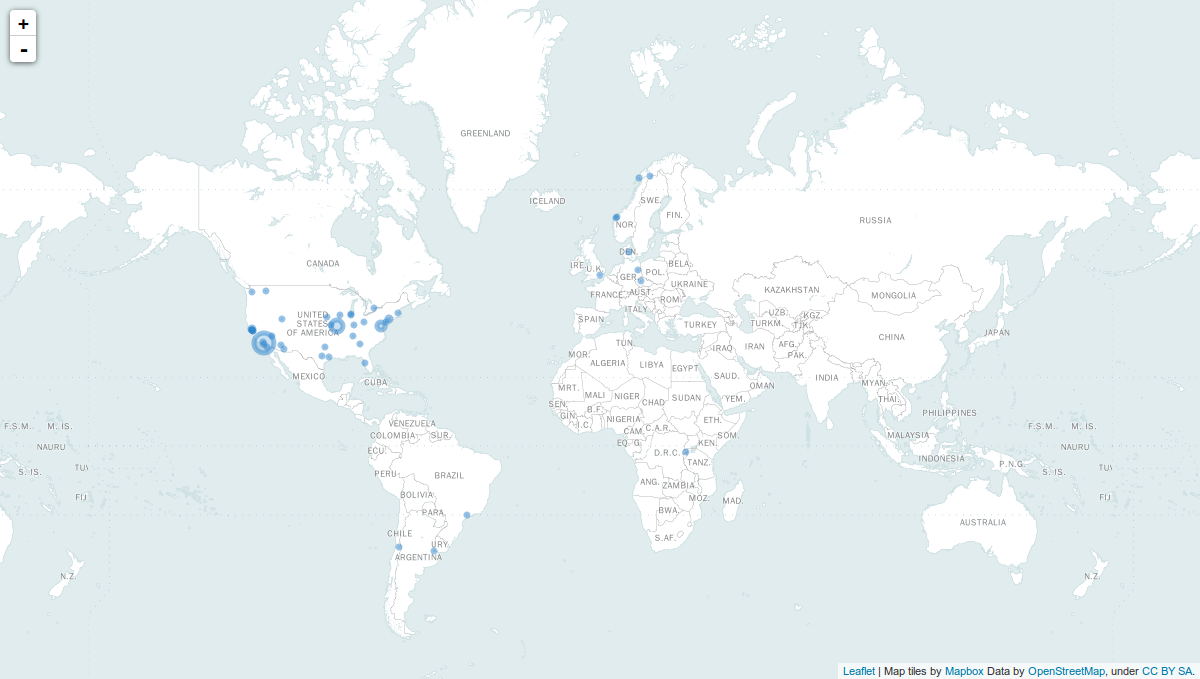 +
-
GREENLAND
ICELAND
SWE.
FIN.
NOR.
RUSSIA
DEN.
CANADA
IRE.
U.K.
BELA.
GER.
POL.
UKRAINE
KAZAKHSTAN
MONGOLIA
FRANCE
AUST.
ROM.
ITALY
UNITED
STATES
OF AMERICA
SPAIN
TURKEY
UZB.
KGZ.
TURKM.
TJK.
JAPAN
CHINA
TUN.
MOR.
ALGERIA
LIBYA
EGYPT
IRAQ
IRAN
AFG.
PAK.
MEXICO
CUBA
SAUD.
OMAN
INDIA
MYAN.
MRT.
MALI
NIGER
CHAD
SUDAN
YEM.
THAI.
SEN.
B.F.
GIN.
I.C.
NIGERIA
ETH.
PHILIPPINES
F.S.M.
M. IS.
VENEZUELA
COLOMBIA
SUR.
CAM.
C.A.R.
SOM.
MALAYSIA
F.S.M.
M. IS.
NAURU
ECU.
EQ. G.
D.R.C.
KEN.
INDONESIA
NAURU
S. IS.
TU
PERU
BRAZIL
TANZ.
P.N.G.
S. IS.
TU
ANG.
ZAMBIA
BOLIVIA
MOZ.
MAD.
FIJ
FIJ
PARA.
BWA.
AUSTRALIA
CHILE
S.AF.
URY.
ARGENTINA
N.Z.
N.Z.
Leaflet | Map tiles by Mapbox Data by OpenStreetMap, under CC BY SA.